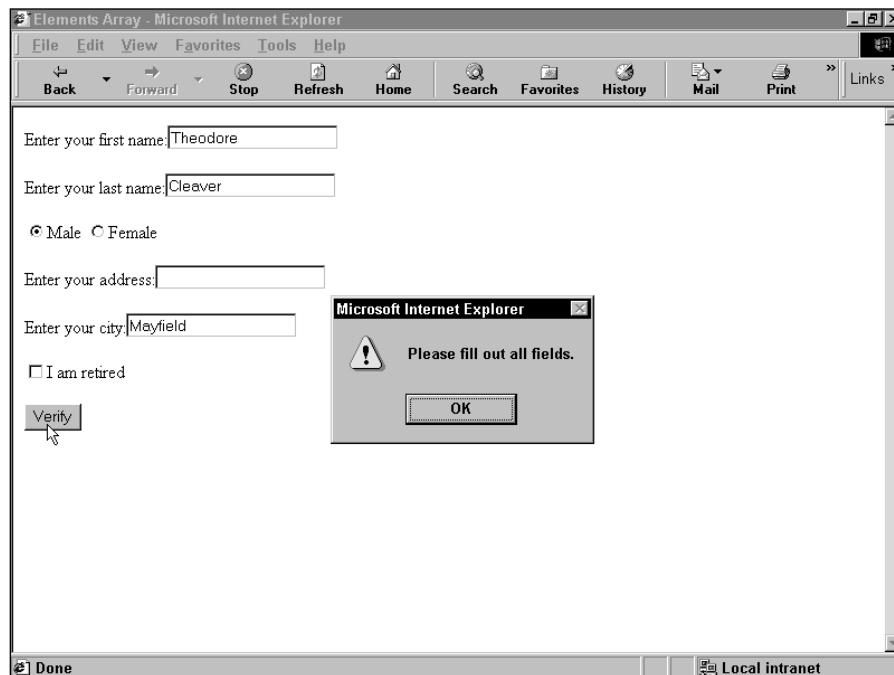 Elements Array - Microsoft Internet Explorer
File Edit View Favorites Tools Help
Back Forward Stop Refresh Home Search Favorites History Mail Print » Links »
Enter your first name: Theodore
Enter your last name: Cleaver
Male Female
Enter your address:
Enter your city: Mayfield
I am retired
Verify
Microsoft Internet Explorer
Please fill out all fields.
OK
Done Local intranet